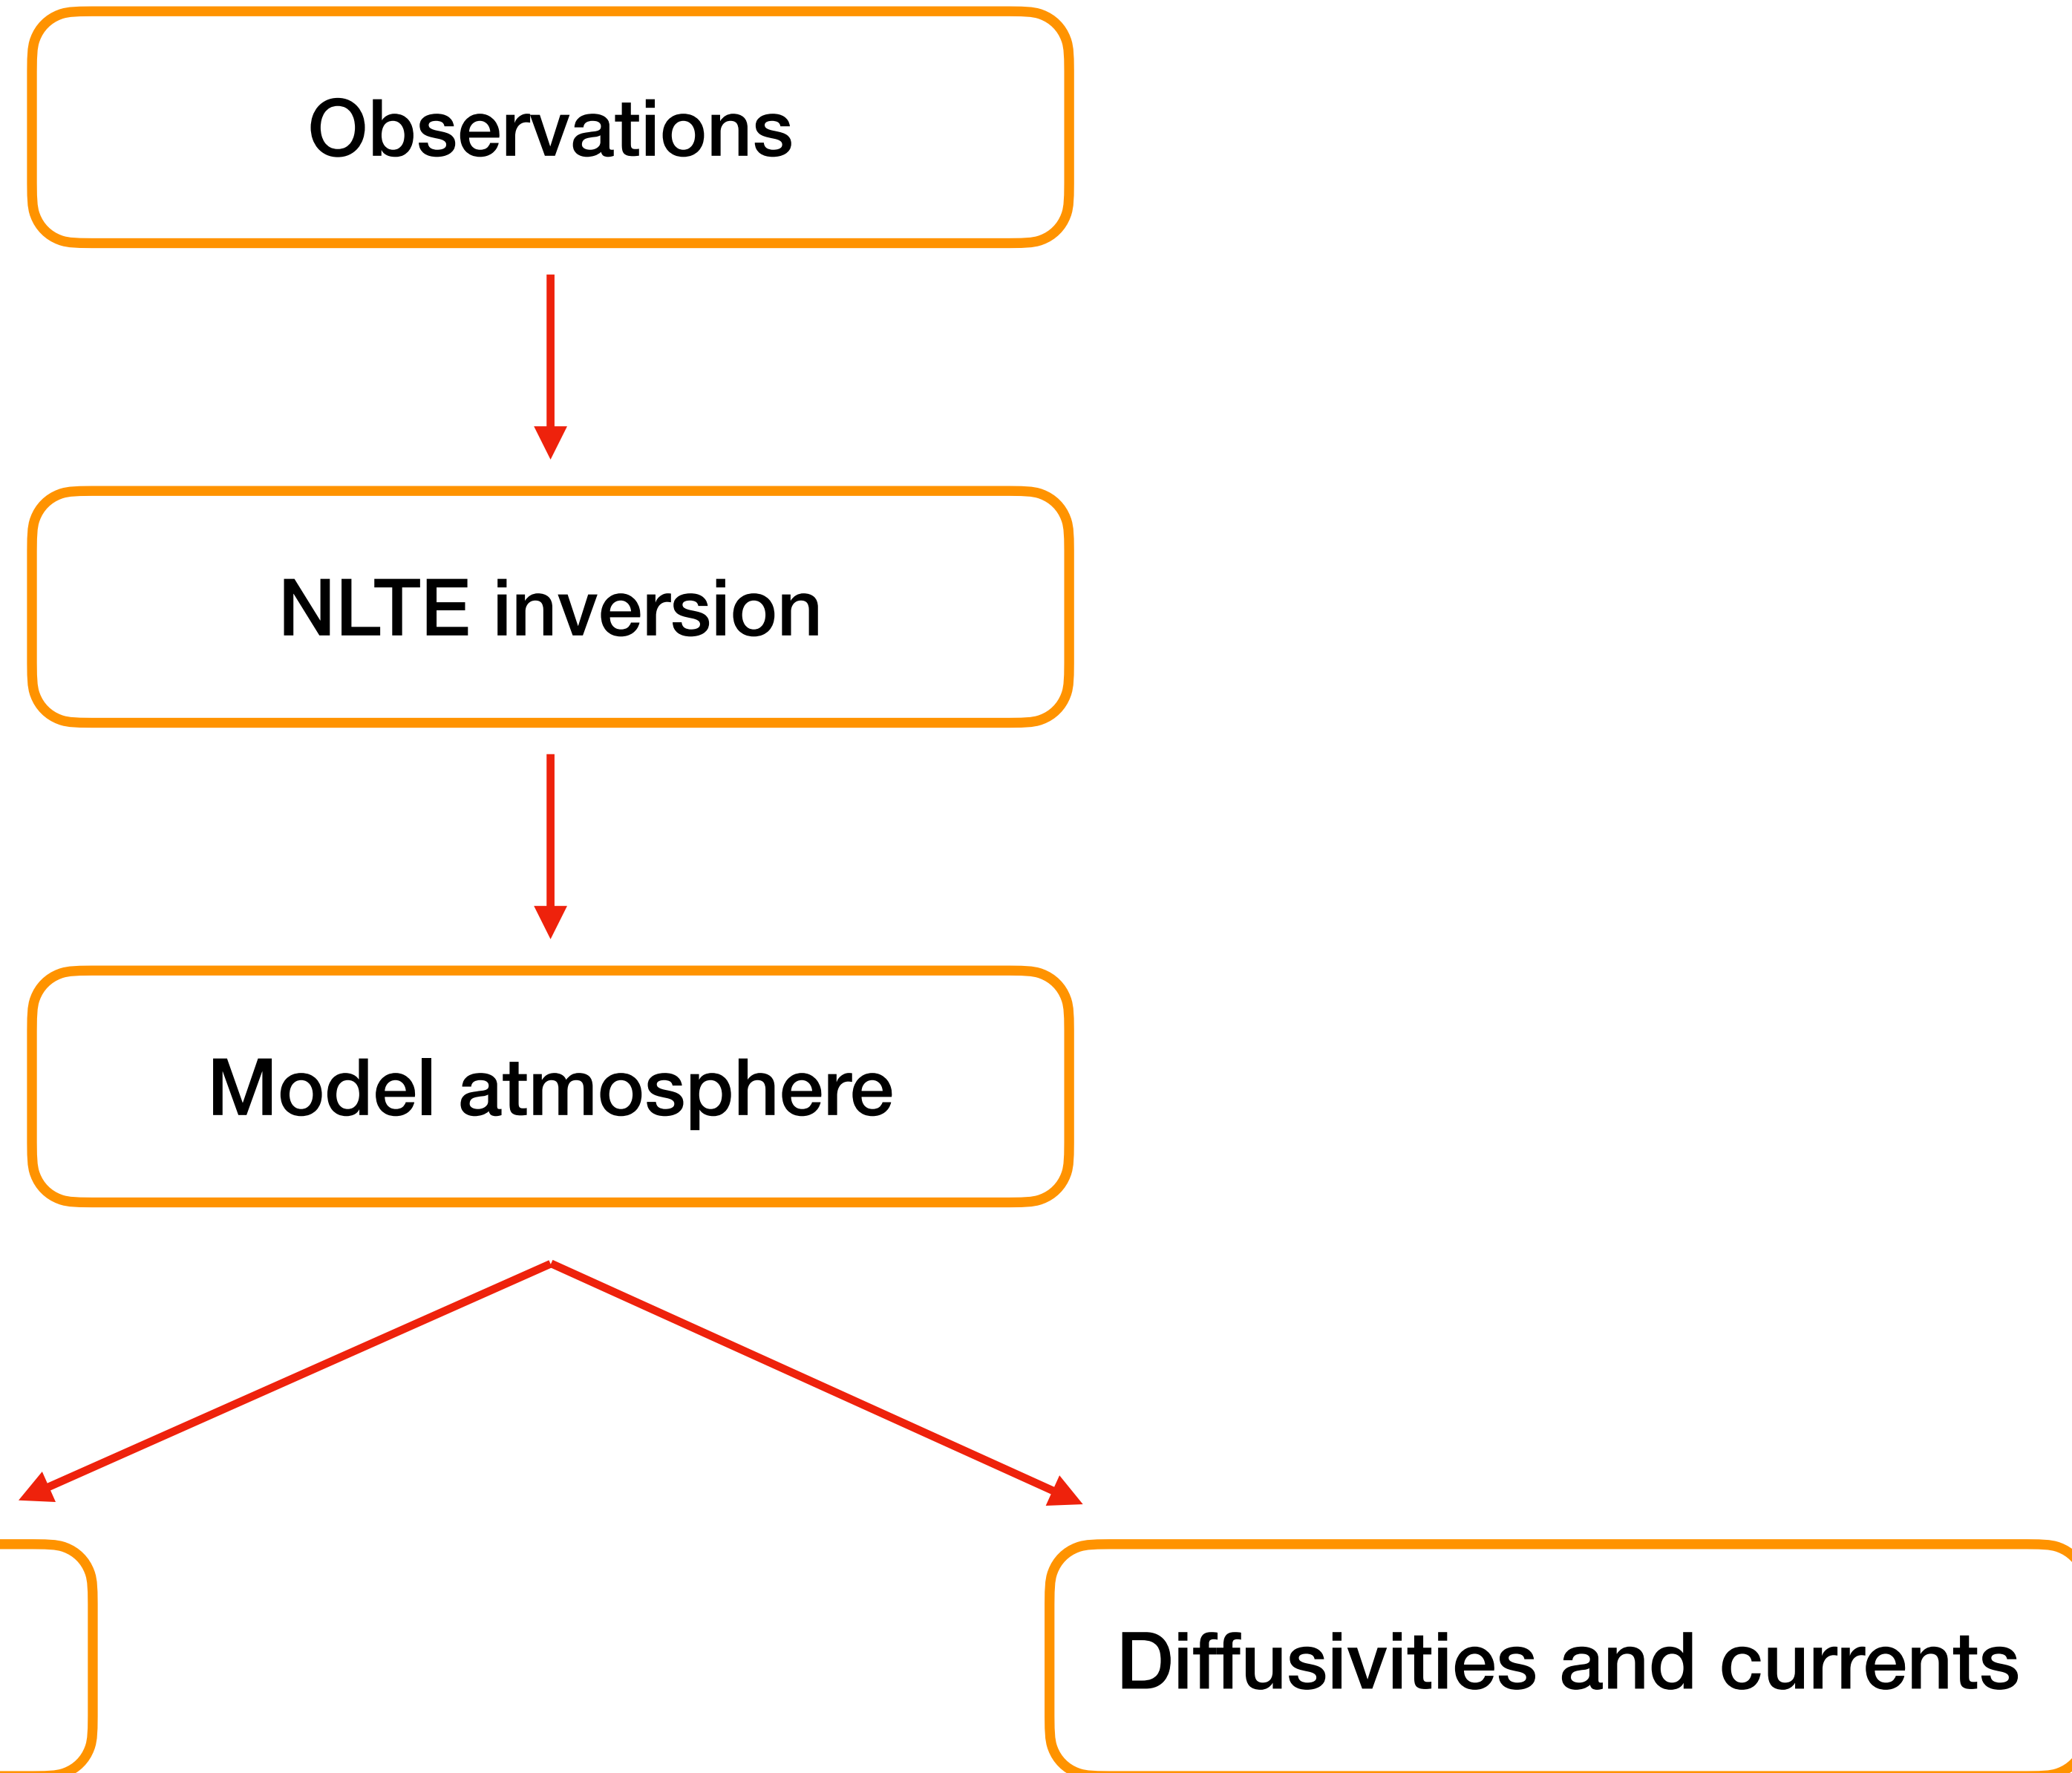 Observations
NLTE inversion
Model atmosphere
Diffusivities and currents